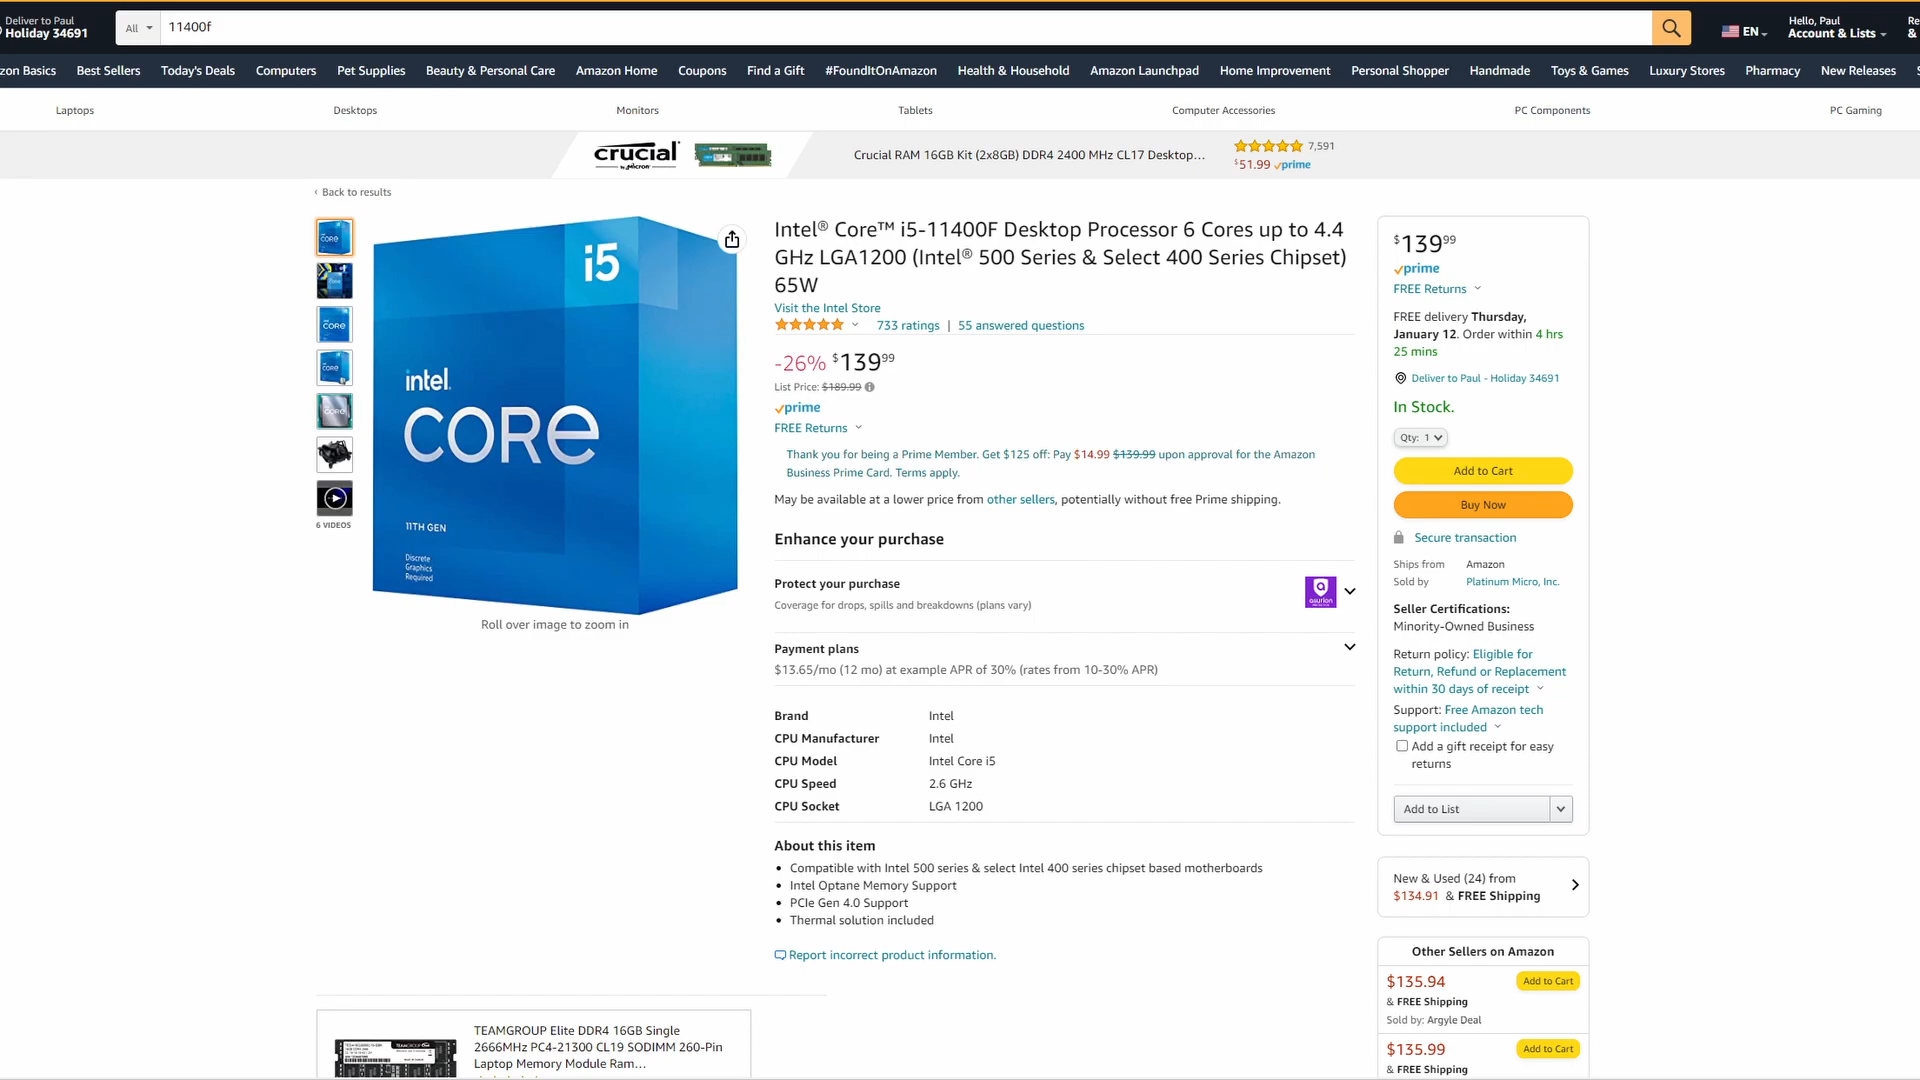 Deliver to Paul
Holiday 34691
All
11400f
EN
Hello, Paul
Account & Lists
Re
&
zon Basics
Best Sellers
Today's Deals
Computers
Pet Supplies
Beauty & Personal Care
Amazon Home
Coupons
Find a Gift
#FoundItOnAmazon
Health & Household
Amazon Launchpad
Home Improvement
Personal Shopper
Handmade
Toys & Games
Luxury Stores
Pharmacy
New Releases
S
Laptops
Desktops
Monitors
Tablets
Computer Accessories
PC Components
PC Gaming
crucial
by Micron
Crucial RAM 16GB Kit (2x8GB) DDR4 2400 MHz CL17 Desktop...
7,591
$51.99 prime
‹ Back to results
i5
intel.
CORE
11TH GEN
Discrete
Graphics
Required
6 VIDEOS
Roll over image to zoom in
Intel® Core™ i5-11400F Desktop Processor 6 Cores up to 4.4
GHz LGA1200 (Intel® 500 Series & Select 400 Series Chipset)
65W
Visit the Intel Store
733 ratings | 55 answered questions
-26% $139 99
List Price: $189.99
prime
FREE Returns
Thank you for being a Prime Member. Get $125 off: Pay $14.99 $139.99 upon approval for the Amazon
Business Prime Card. Terms apply.
May be available at a lower price from other sellers, potentially without free Prime shipping.
Enhance your purchase
Protect your purchase
Coverage for drops, spills and breakdowns (plans vary)
asurion
Payment plans
$13.65/mo (12 mo) at example APR of 30% (rates from 10-30% APR)
Brand Intel
CPU Manufacturer Intel
CPU Model Intel Core i5
CPU Speed 2.6 GHz
CPU Socket LGA 1200
About this item
• Compatible with Intel 500 series & select Intel 400 series chipset based motherboards
• Intel Optane Memory Support
• PCIe Gen 4.0 Support
• Thermal solution included
Report incorrect product information.
TEAMGROUP Elite DDR4 16GB Single
2666MHz PC4-21300 CL19 SODIMM 260-Pin
Laptop Memory Module Ram...
$139 99
prime
FREE Returns
FREE delivery Thursday,
January 12. Order within 4 hrs
25 mins
Deliver to Paul - Holiday 34691
In Stock.
Qty: 1
Add to Cart
Buy Now
Secure transaction
Ships from Amazon
Sold by Platinum Micro, Inc.
Seller Certifications:
Minority-Owned Business
Return policy: Eligible for
Return, Refund or Replacement
within 30 days of receipt
Support: Free Amazon tech
support included
Add a gift receipt for easy
returns
Add to List
New & Used (24) from
$134.91 & FREE Shipping
Other Sellers on Amazon
$135.94
Add to Cart
& FREE Shipping
Sold by: Argyle Deal
$135.99
Add to Cart
& FREE Shipping